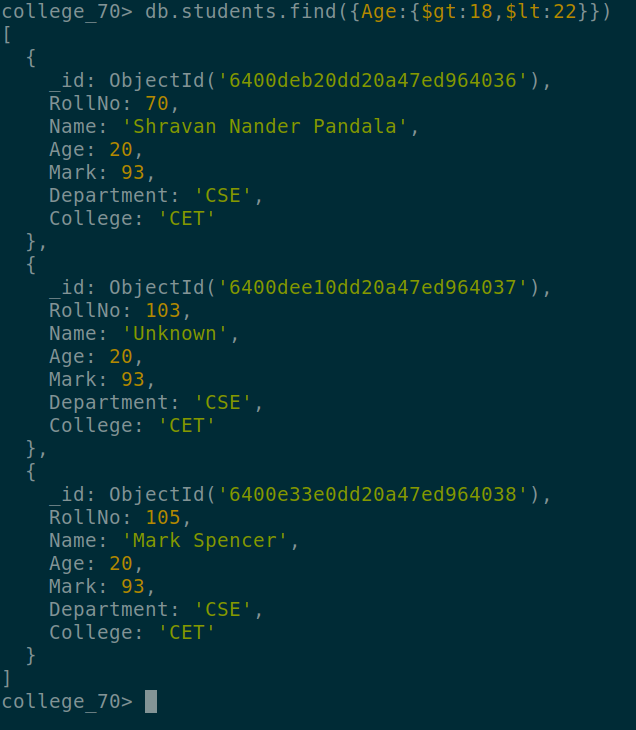 college_70> db.students.find({Age:{$gt:18,$lt:22}})
[
  {
    _id: ObjectId('6400deb20dd20a47ed964036'),
    RollNo: 70,
    Name: 'Shravan Nander Pandala',
    Age: 20,
    Mark: 93,
    Department: 'CSE',
    College: 'CET'
  },
  {
    _id: ObjectId('6400dee10dd20a47ed964037'),
    RollNo: 103,
    Name: 'Unknown',
    Age: 20,
    Mark: 93,
    Department: 'CSE',
    College: 'CET'
  },
  {
    _id: ObjectId('6400e33e0dd20a47ed964038'),
    RollNo: 105,
    Name: 'Mark Spencer',
    Age: 20,
    Mark: 93,
    Department: 'CSE',
    College: 'CET'
  }
]
college_70>